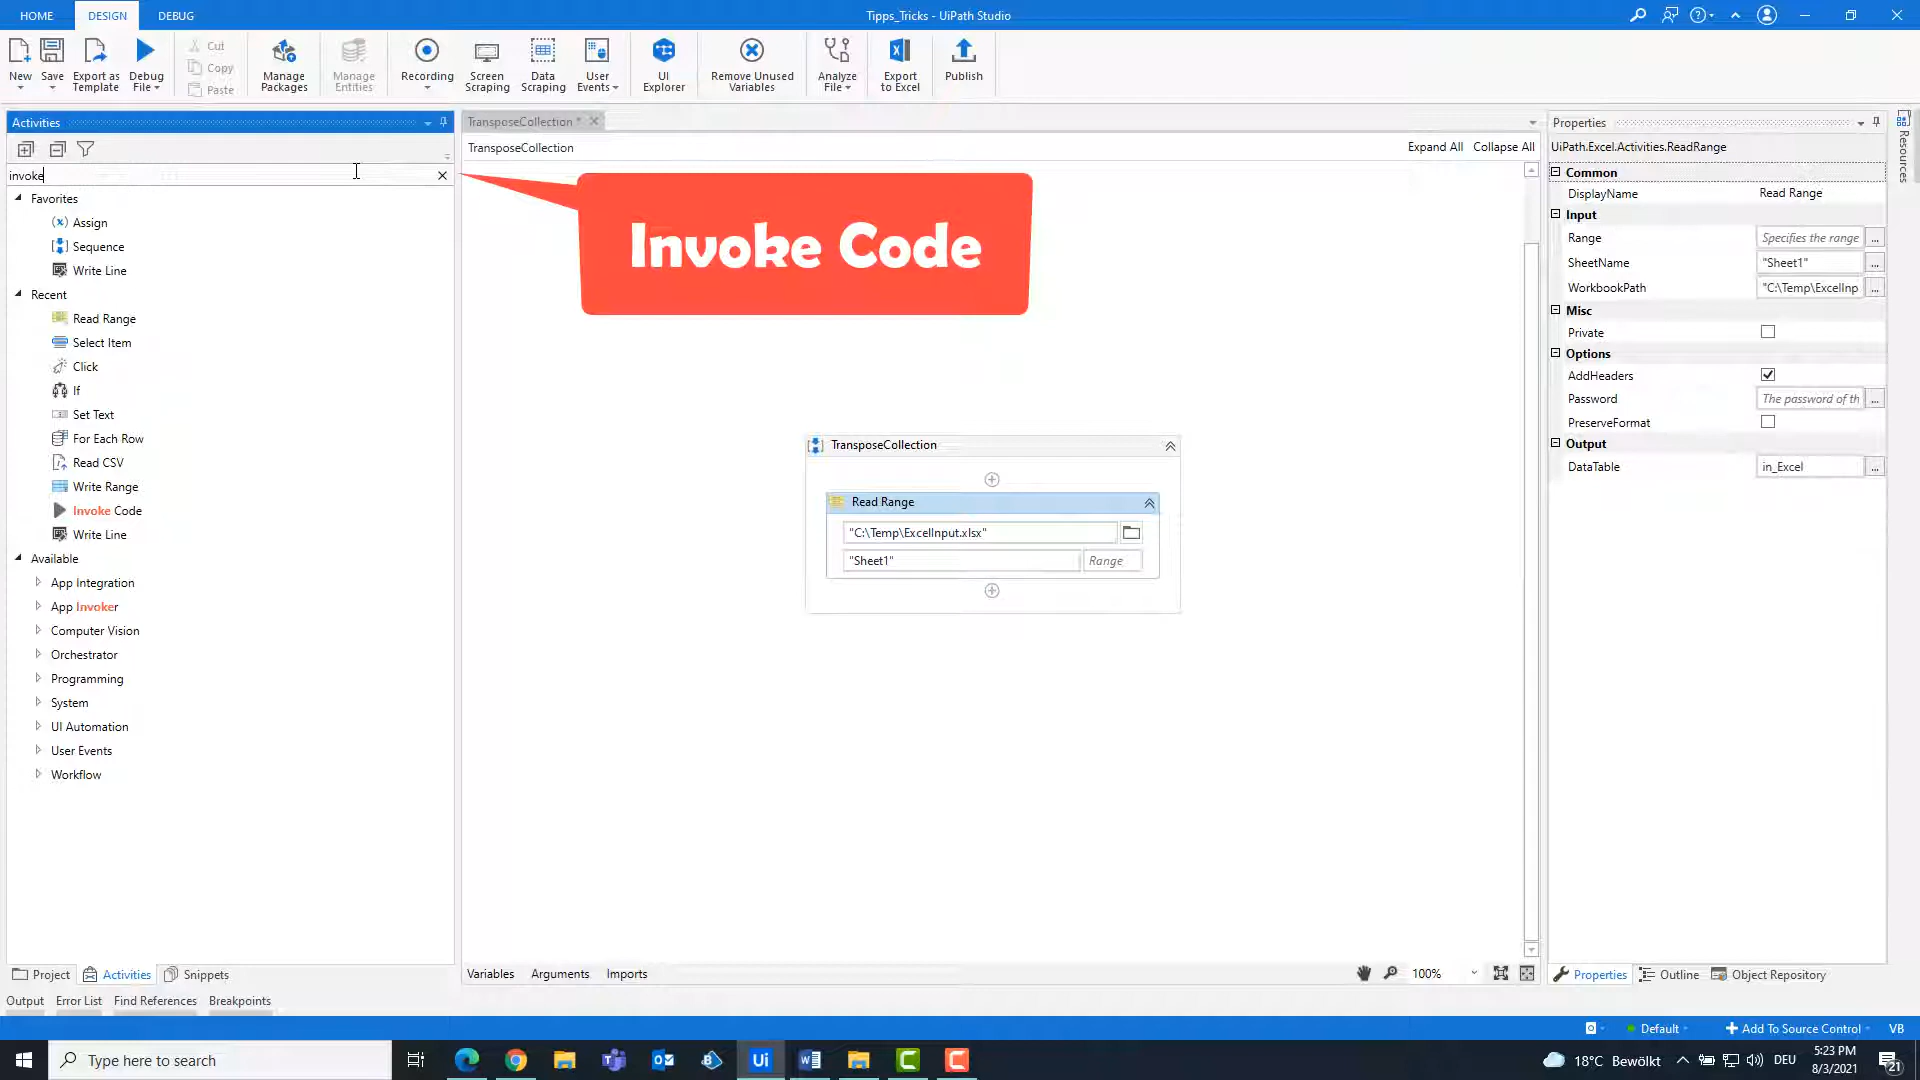 HOME DESIGN DEBUG Tipps_Tricks - UiPath Studio
New Save Export as Template Debug File Cut Copy Paste Manage Packages Manage Entities Recording Screen Scraping Data Scraping User Events UI Explorer Remove Unused Variables Analyze File Export to Excel Publish
Activities
invoke
Favorites
Assign
Sequence
Write Line
Recent
Read Range
Select Item
Click
If
Set Text
For Each Row
Read CSV
Write Range
Invoke Code
Write Line
Available
App Integration
App Invoker
Computer Vision
Orchestrator
Programming
System
UI Automation
User Events
Workflow
Project Activities Snippets
TransposeCollection *
TransposeCollection Expand All Collapse All
Invoke Code
TransposeCollection
Read Range
"C:\Temp\ExcelInput.xlsx"
"Sheet1" Range
Variables Arguments Imports 100%
Properties
UiPath.Excel.Activities.ReadRange
Common
DisplayName Read Range
Input
Range Specifies the range ...
SheetName "Sheet1" ...
WorkbookPath "C:\Temp\ExcelInp ...
Misc
Private
Options
AddHeaders
Password The password of th ...
PreserveFormat
Output
DataTable in_Excel ...
Properties Outline Object Repository
Resources
Output Error List Find References Breakpoints
Default Add To Source Control VB
Type here to search Ui 18°C Bewölkt DEU 5:23 PM
8/3/2021 21